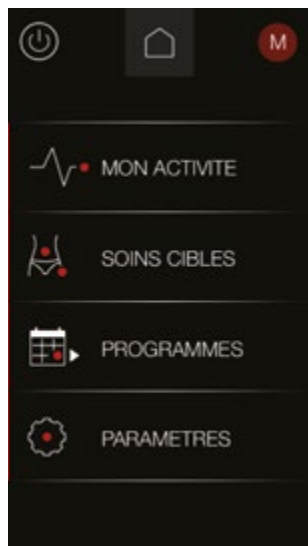 M
MON ACTIVITE
SOINS CIBLES
PROGRAMMES
PARAMETRES